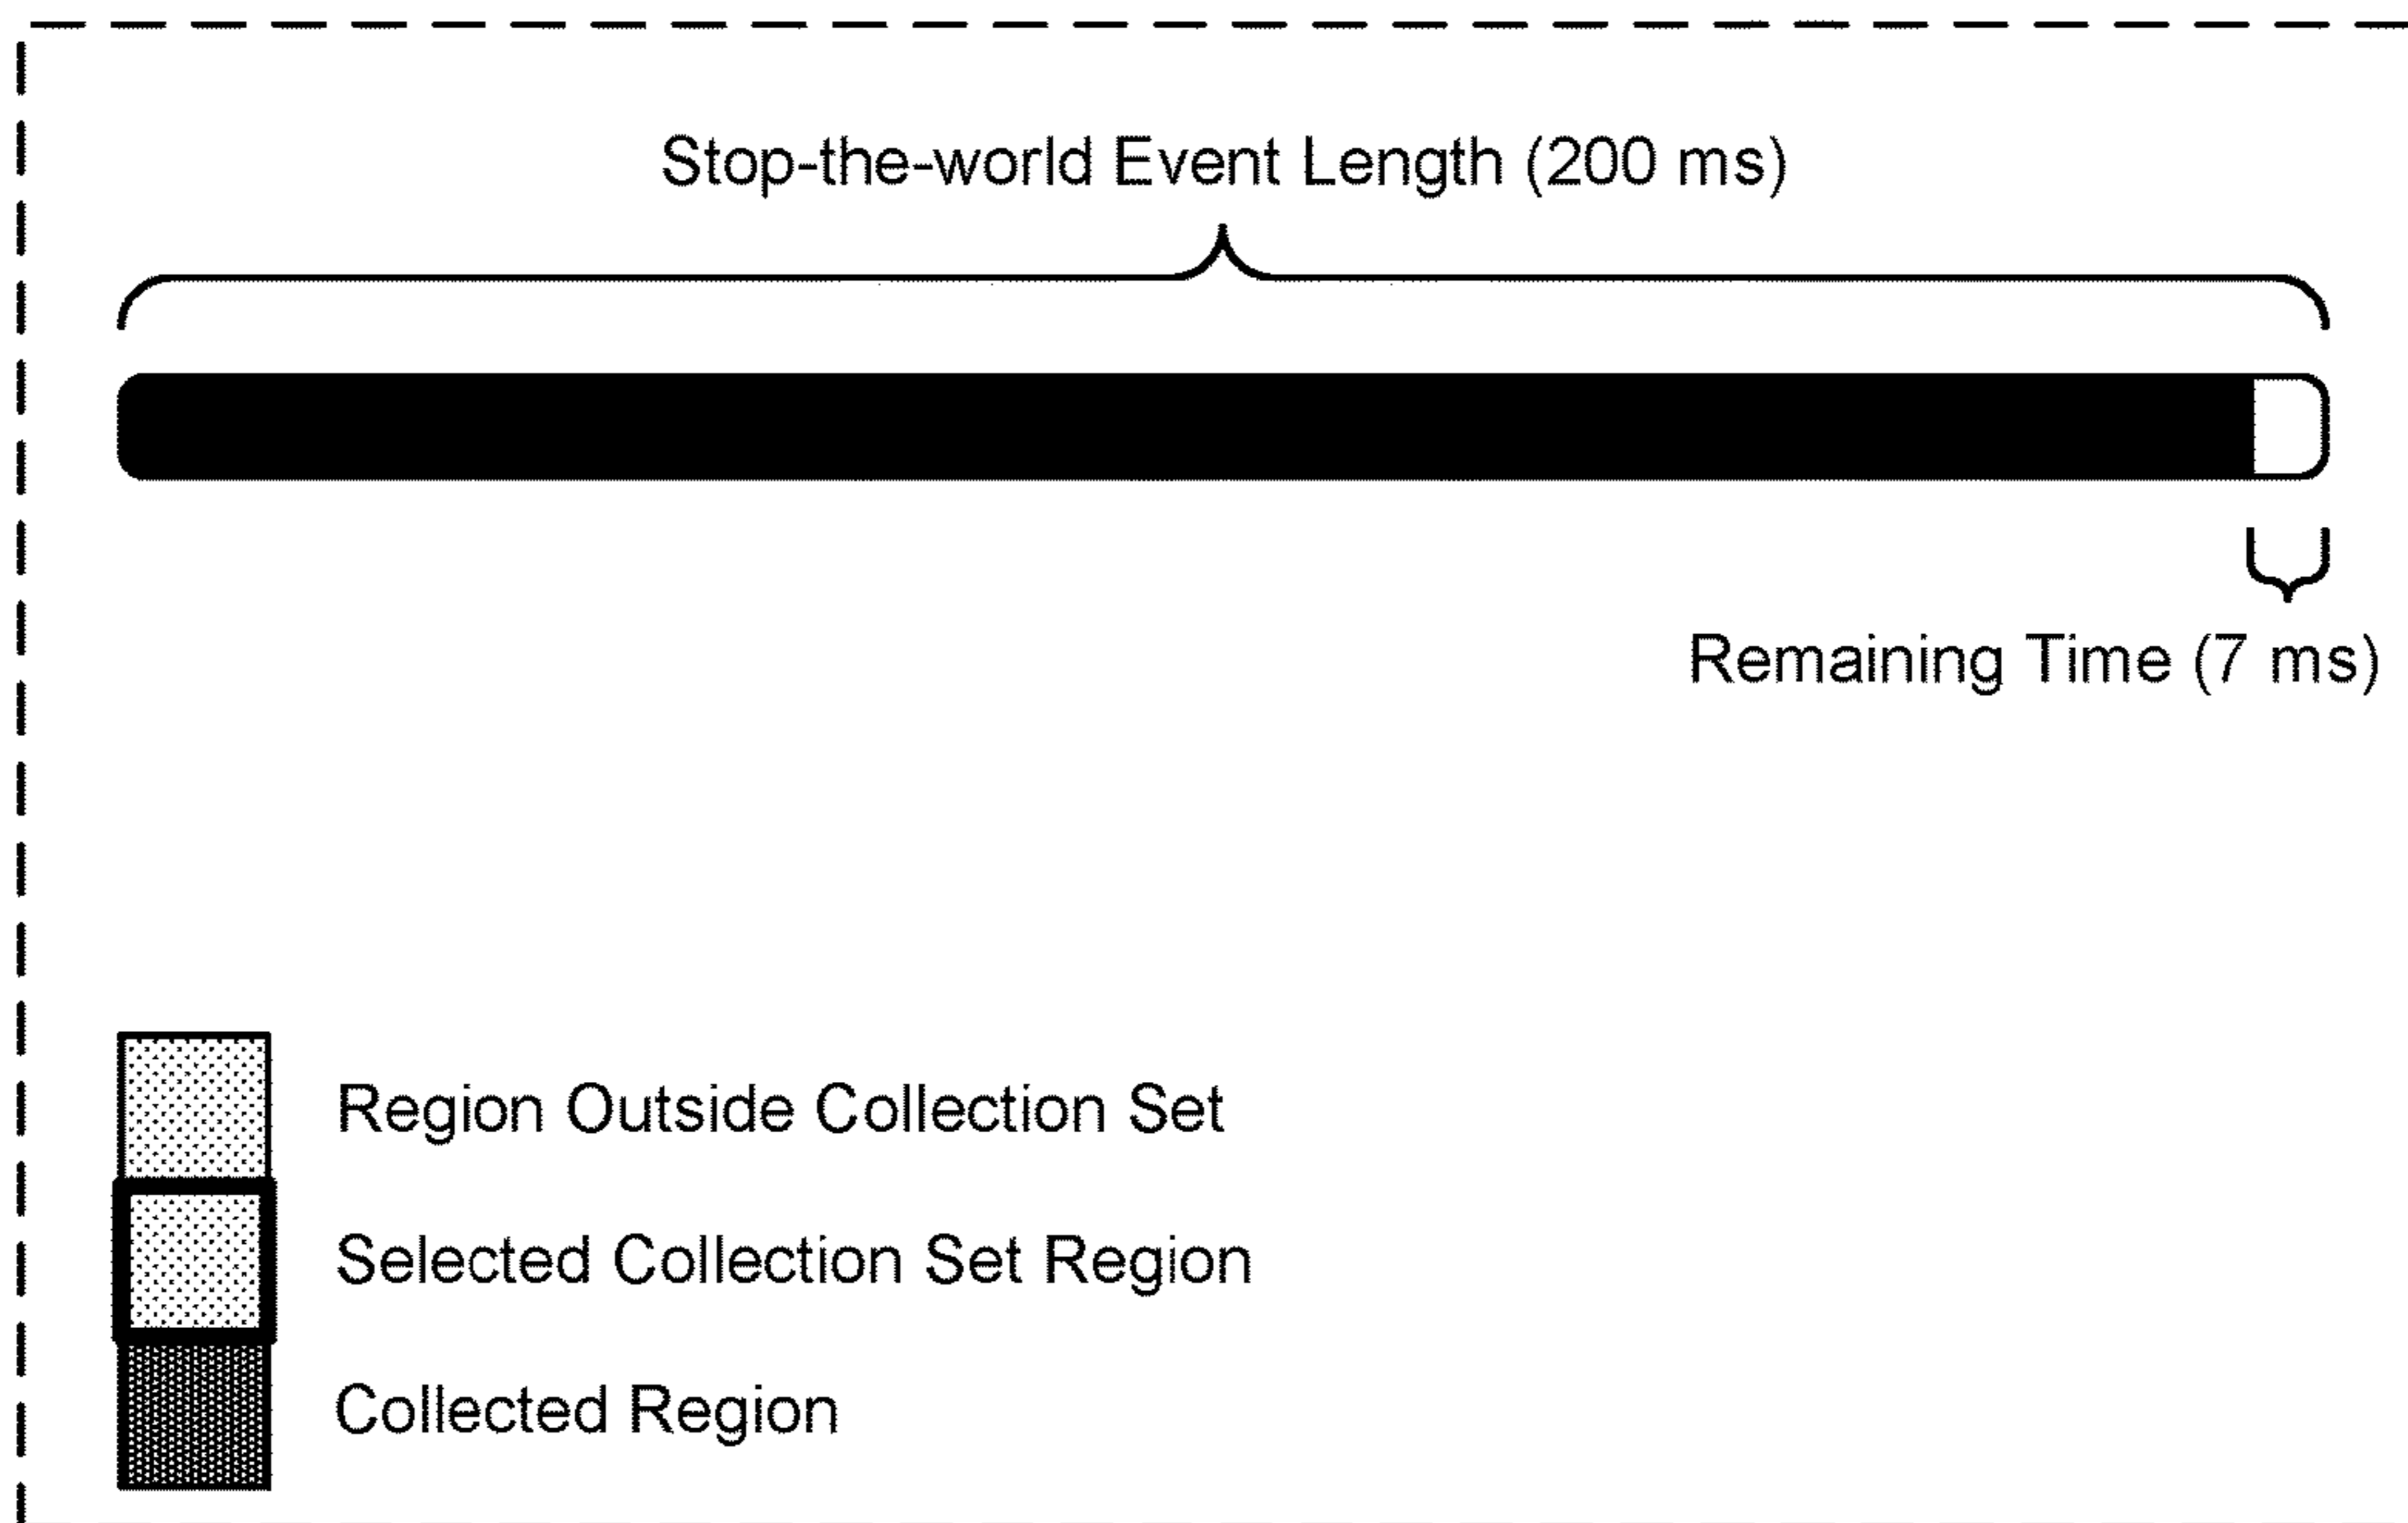 Stop-the-world Event Length (200 ms)
Remaining Time (7 ms)
Region Outside Collection Set
Selected Collection Set Region
Collected Region